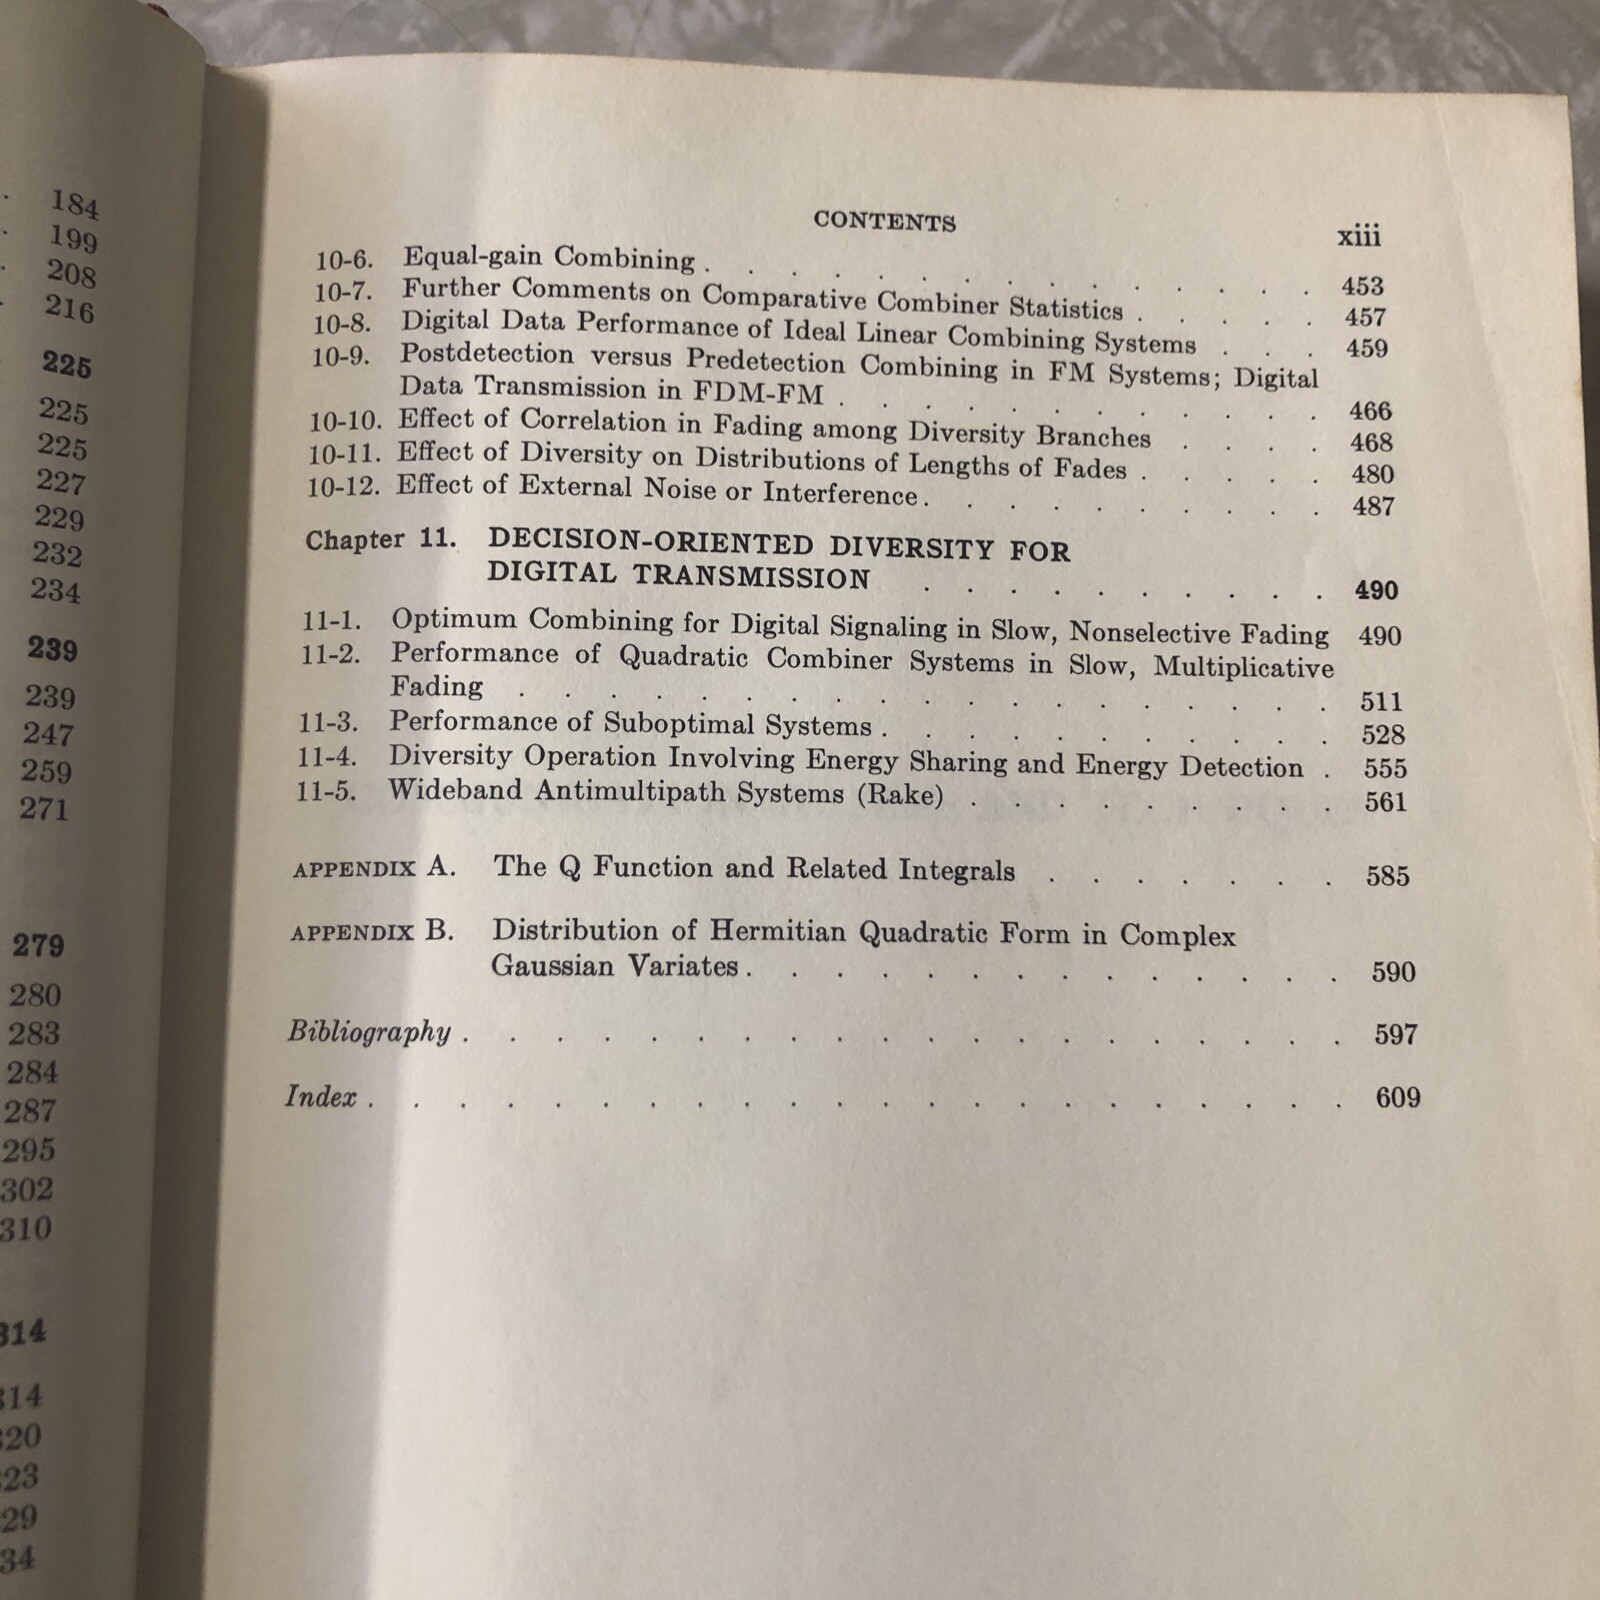 184
199
208
216
225
225
225
227
229
232
234
239
239
247
259
271
279
280
283
284
287
295
302
310
314
314
320
323
329
334
CONTENTS xiii
10-6. Equal-gain Combining . . . . . . . . . . . . . . . 453
10-7. Further Comments on Comparative Combiner Statistics . . . . . 457
10-8. Digital Data Performance of Ideal Linear Combining Systems . . . 459
10-9. Postdetection versus Predetection Combining in FM Systems; Digital
Data Transmission in FDM-FM . . . . . . . . . . . . 466
10-10. Effect of Correlation in Fading among Diversity Branches . . . . 468
10-11. Effect of Diversity on Distributions of Lengths of Fades . . . . . 480
10-12. Effect of External Noise or Interference . . . . . . . . . . 487
Chapter 11. DECISION-ORIENTED DIVERSITY FOR
DIGITAL TRANSMISSION . . . . . . . . . . 490
11-1. Optimum Combining for Digital Signaling in Slow, Nonselective Fading 490
11-2. Performance of Quadratic Combiner Systems in Slow, Multiplicative
Fading . . . . . . . . . . . . . . . . . . . 511
11-3. Performance of Suboptimal Systems . . . . . . . . . . . 528
11-4. Diversity Operation Involving Energy Sharing and Energy Detection . 555
11-5. Wideband Antimultipath Systems (Rake) . . . . . . . . . 561
APPENDIX A. The Q Function and Related Integrals . . . . . . . 585
APPENDIX B. Distribution of Hermitian Quadratic Form in Complex
Gaussian Variates . . . . . . . . . . . . . . 590
Bibliography . . . . . . . . . . . . . . . . . . . . 597
Index . . . . . . . . . . . . . . . . . . . . . . 609